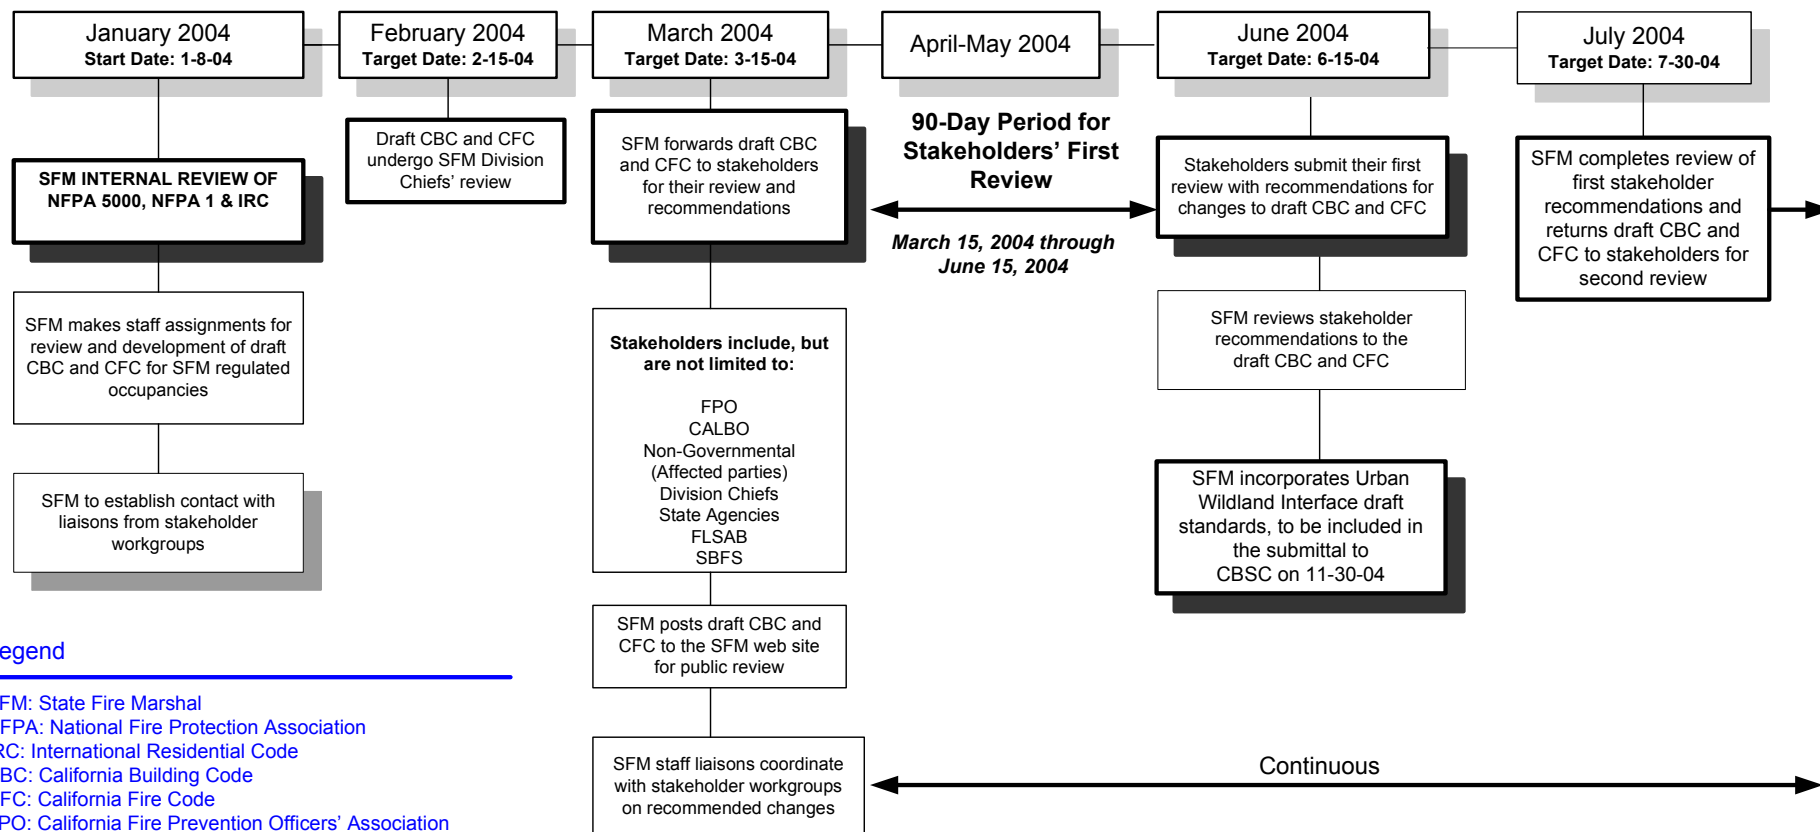 January 2004
Start Date: 1-8-04
February 2004
Target Date: 2-15-04
March 2004
Target Date: 3-15-04
April-May 2004
June 2004
Target Date: 6-15-04
July 2004
Target Date: 7-30-04
SFM INTERNAL REVIEW OF
NFPA 5000, NFPA 1 & IRC
SFM makes staff assignments for
review and development of draft
CBC and CFC for SFM regulated
occupancies
SFM to establish contact with
liaisons from stakeholder
workgroups
Draft CBC and CFC
undergo SFM Division
Chiefs' review
SFM forwards draft CBC
and CFC to stakeholders
for their review and
recommendations
Stakeholders include, but
are not limited to:
FPO
CALBO
Non-Governmental
(Affected parties)
Division Chiefs
State Agencies
FLSAB
SBFS
SFM posts draft CBC and
CFC to the SFM web site
for public review
SFM staff liaisons coordinate
with stakeholder workgroups
on recommended changes
90-Day Period for
Stakeholders' First
Review
March 15, 2004 through
June 15, 2004
Stakeholders submit their first
review with recommendations for
changes to draft CBC and CFC
SFM reviews stakeholder
recommendations to the
draft CBC and CFC
SFM incorporates Urban
Wildland Interface draft
standards, to be included in
the submittal to
CBSC on 11-30-04
SFM completes review of
first stakeholder
recommendations and
returns draft CBC and
CFC to stakeholders for
second review
Continuous
egend
FM: State Fire Marshal
FPA: National Fire Protection Association
RC: International Residential Code
BC: California Building Code
FC: California Fire Code
PO: California Fire Prevention Officers' Association